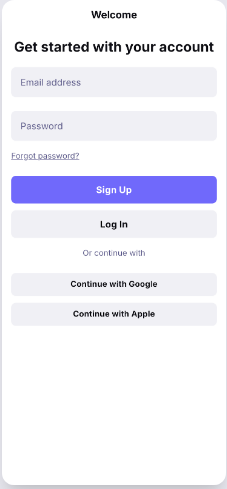 Welcome
Get started with your account
Email address
Password
Forgot password?
Sign Up
Log In
Or continue with
Continue with Google
Continue with Apple